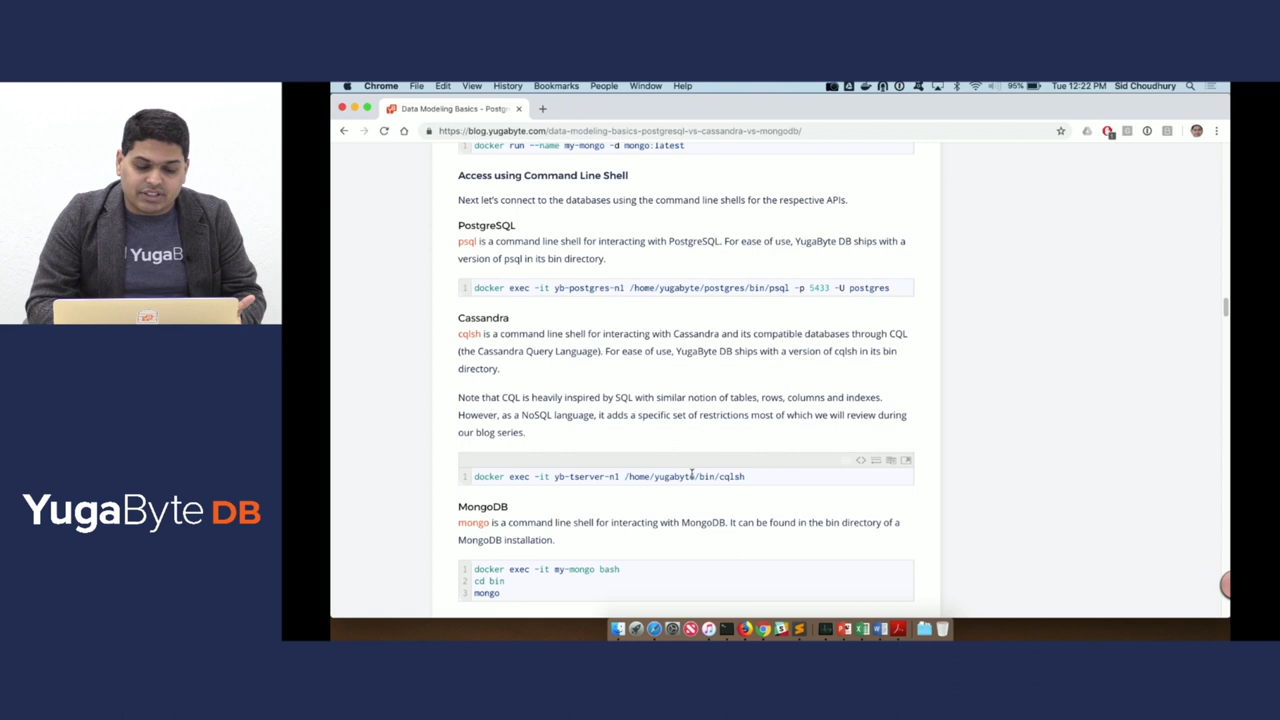 Chrome File Edit View History Bookmarks People Window Help 95% Tue 12:22 PM Sid Choudhury
Data Modeling Basics - Postgr
https://blog.yugabyte.com/data-modeling-basics-postgresql-vs-cassandra-vs-mongodb/
1 docker run --name my-mongo -d mongo:latest
Access using Command Line Shell
Next let's connect to the databases using the command line shells for the respective APIs.
PostgreSQL
psql is a command line shell for interacting with PostgreSQL. For ease of use, YugaByte DB ships with a
version of psql in its bin directory.
1 docker exec -it yb-postgres-n1 /home/yugabyte/postgres/bin/psql -p 5433 -U postgres
Cassandra
cqlsh is a command line shell for interacting with Cassandra and its compatible databases through CQL
(the Cassandra Query Language). For ease of use, YugaByte DB ships with a version of cqlsh in its bin
directory.
Note that CQL is heavily inspired by SQL with similar notion of tables, rows, columns and indexes.
However, as a NoSQL language, it adds a specific set of restrictions most of which we will review during
our blog series.
1 docker exec -it yb-tserver-n1 /home/yugabyte/bin/cqlsh
MongoDB
mongo is a command line shell for interacting with MongoDB. It can be found in the bin directory of a
MongoDB installation.
1 docker exec -it my-mongo bash
2 cd bin
3 mongo
YugaB
YugaByte DB